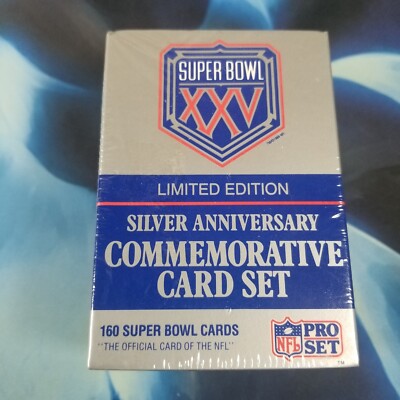 SUPER BOWL
XXV
LIMITED EDITION
SILVER ANNIVERSARY
COMMEMORATIVE
CARD SET
160 SUPER BOWL CARDS
"THE OFFICIAL CARD OF THE NFL"
NFL
PRO
SET